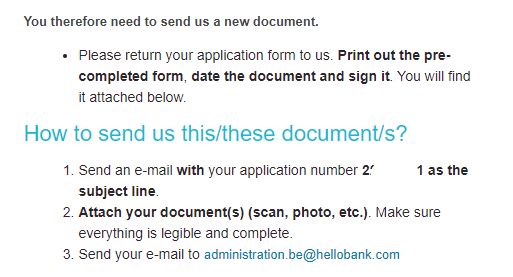 You therefore need to send us a new document.
• Please return your application form to us. Print out the pre-
completed form, date the document and sign it. You will find
it attached below.
How to send us this/these document/s?
1. Send an e-mail with your application number 2 1 as the
subject line.
2. Attach your document(s) (scan, photo, etc.). Make sure
everything is legible and complete.
3. Send your e-mail to administration.be@hellobank.com